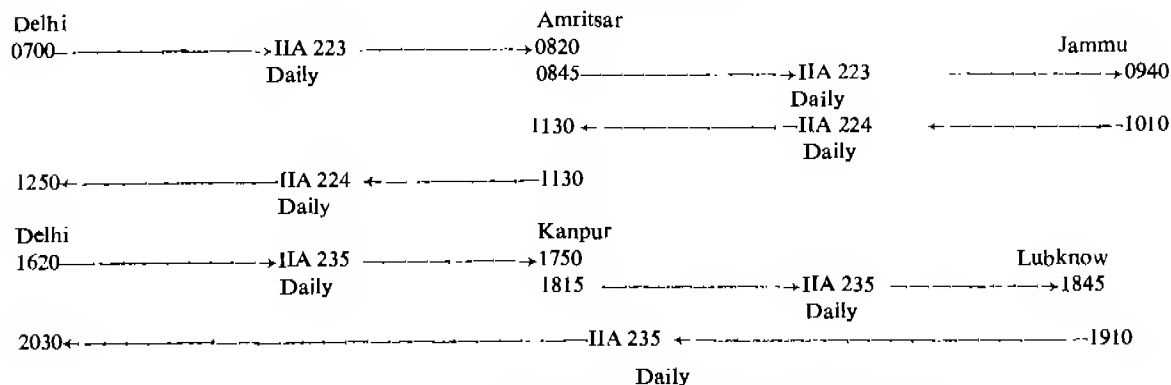 Delhi Amritsar
0700 IIA 223 0820 Jammu
Daily 0845 IIA 223 0940
Daily
1130 IIA 224 1010
Daily
1250 IIA 224 1130
Daily
Delhi Kanpur
1620 IIA 235 1750 Lubknow
Daily 1815 IIA 235 1845
Daily
2030 IIA 235 1910
Daily